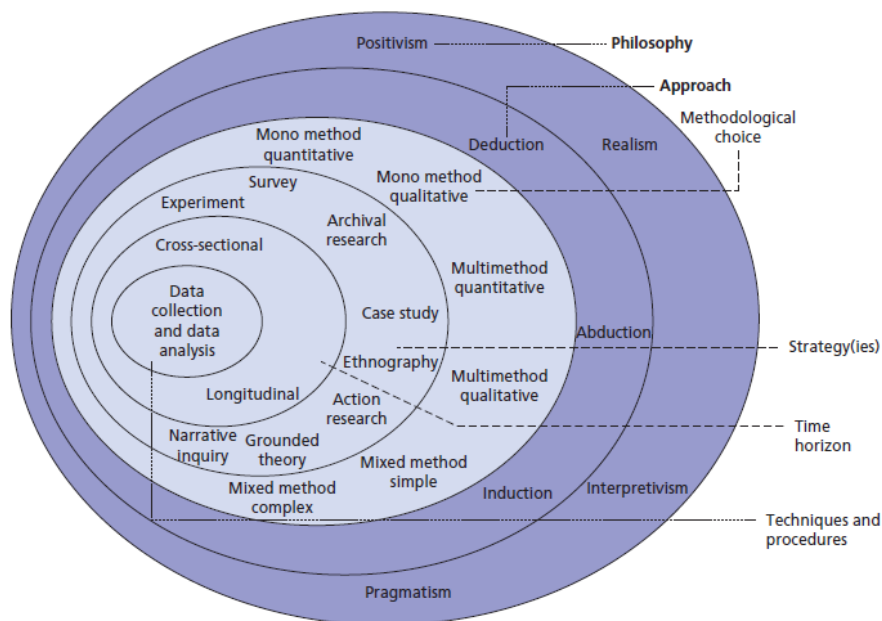 Positivism
Philosophy
Approach
Methodological
choice
Mono method
quantitative
Deduction
Realism
Survey
Mono method
qualitative
Experiment
Archival
research
Cross-sectional
Multimethod
quantitative
Data
collection
and data
analysis
Case study
Abduction
Strategy(ies)
Ethnography
Multimethod
qualitative
Longitudinal
Action
research
Time
horizon
Narrative
inquiry
Grounded
theory
Mixed method
simple
Mixed method
complex
Induction
Interpretivism
Techniques and
procedures
Pragmatism